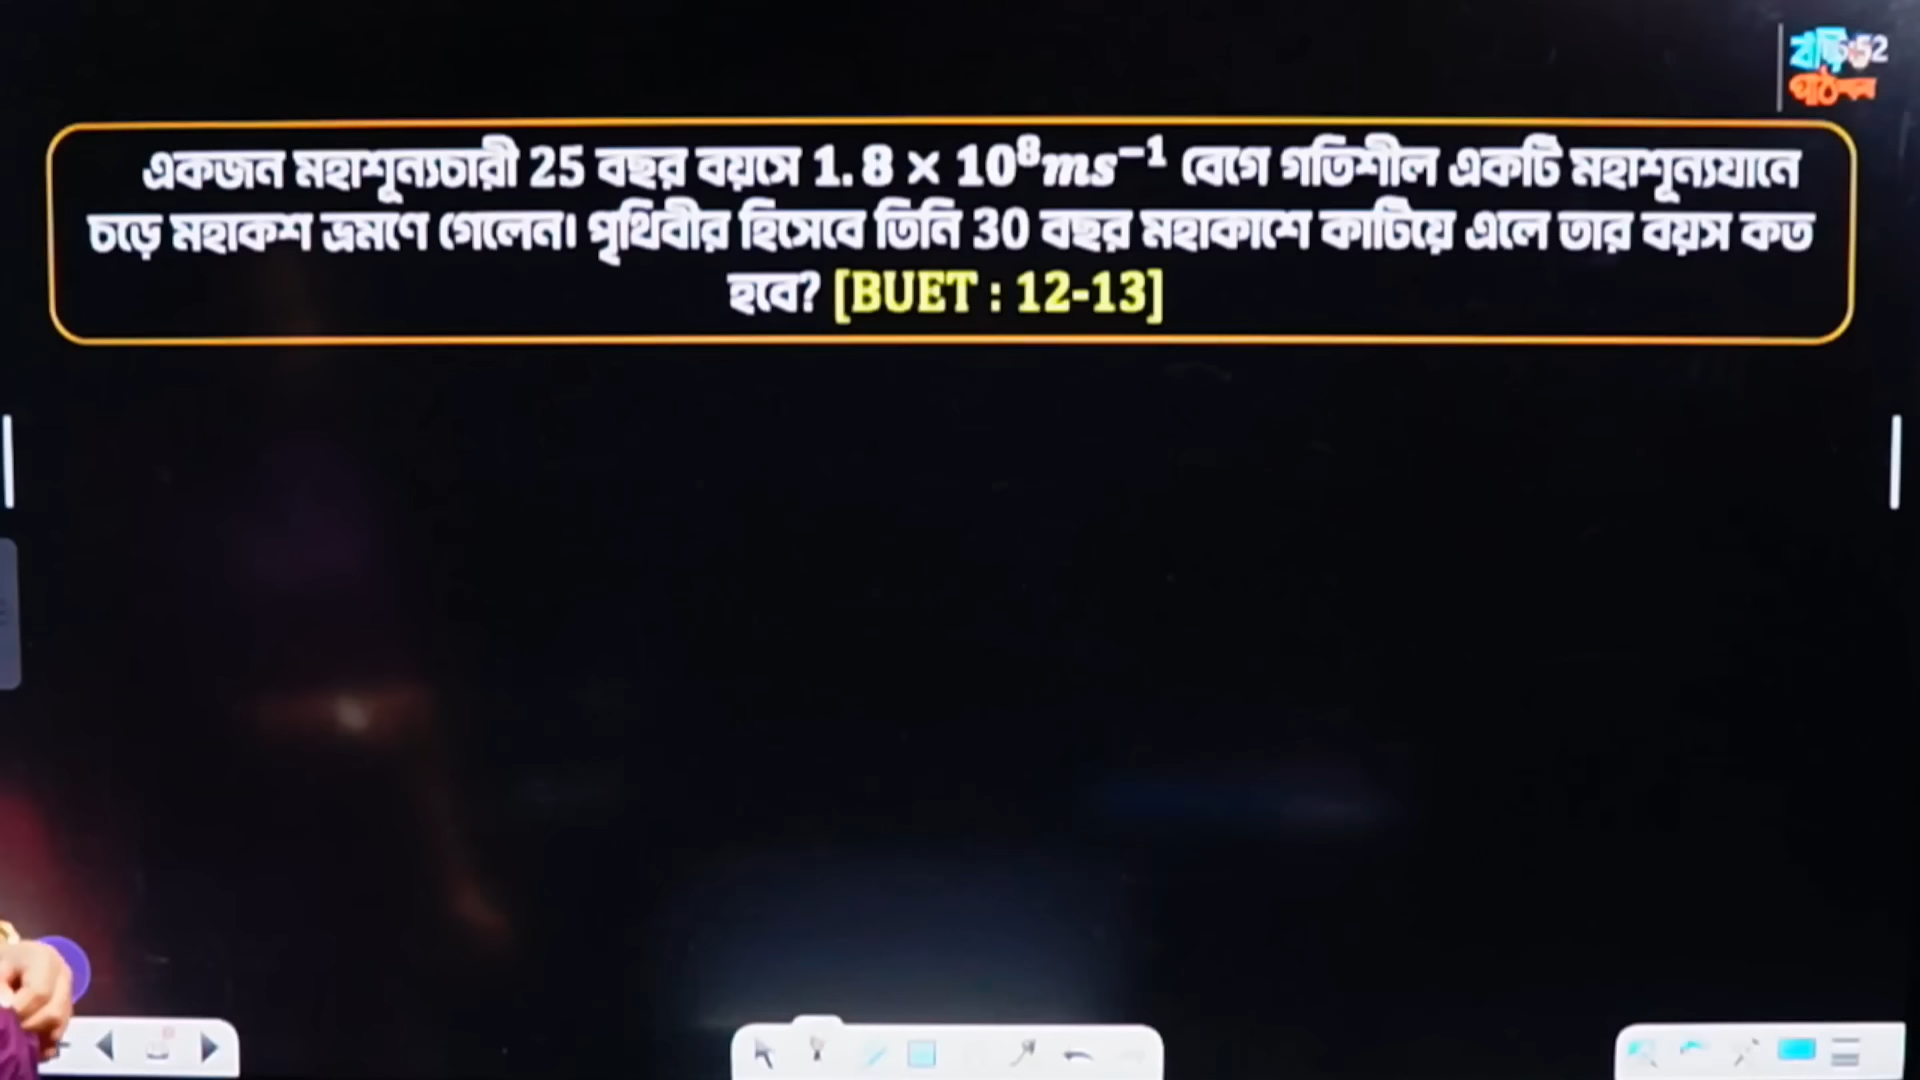 একজন মহাশূন্যচারী 25 বছর বয়সে 1.8 × 10⁸ms⁻¹ বেগে গতিশীল একটি মহাশূন্যযানে
চড়ে মহাকশ ভ্রমণে গেলেন। পৃথিবীর হিসেবে তিনি 30 বছর মহাকাশে কাটিয়ে এলে তার বয়স কত
হবে? [BUET : 12-13]